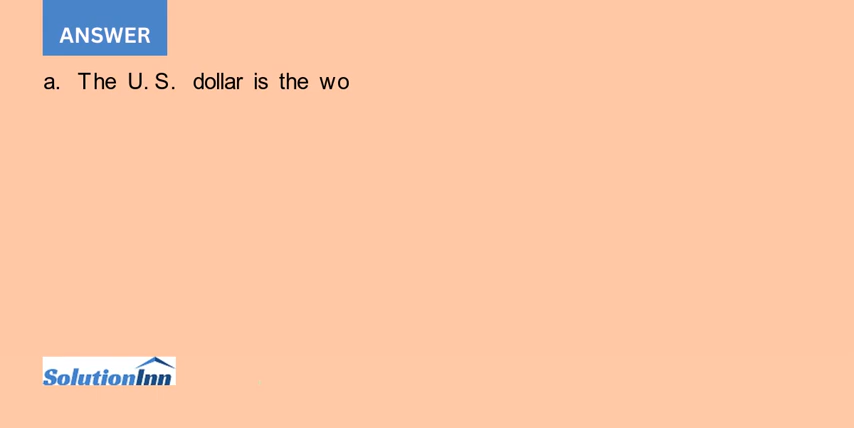 ANSWER
a. The U.S. dollar is the wo
SolutionInn